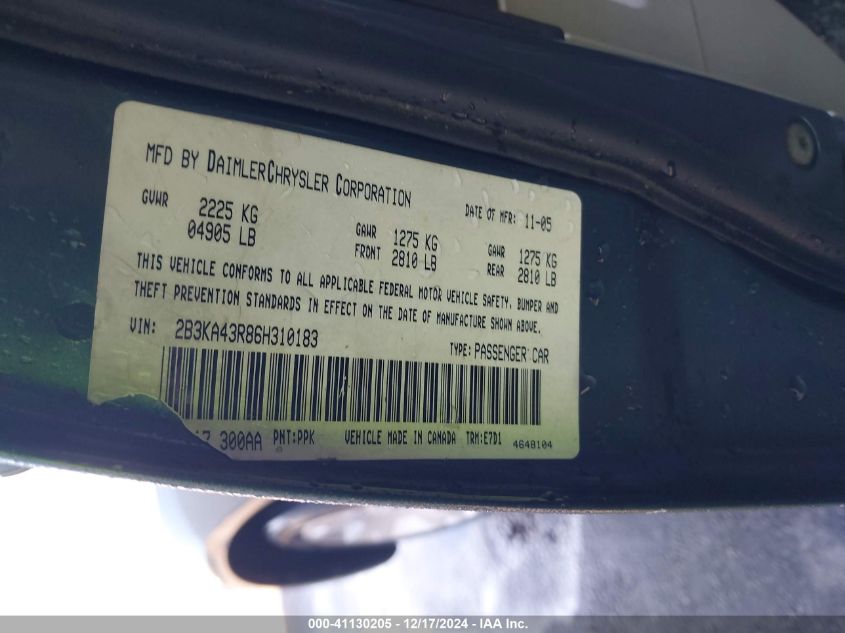 MFD BY DAIMLERCHRYSLER CORPORATION
DATE OF MFR: 11-05
GVWR 2225 KG 04905 LB
GAWR FRONT 1275 KG 2810 LB
GAWR REAR 1275 KG 2810 LB
THIS VEHICLE CONFORMS TO ALL APPLICABLE FEDERAL MOTOR VEHICLE SAFETY, BUMPER AND
THEFT PREVENTION STANDARDS IN EFFECT ON THE DATE OF MANUFACTURE SHOWN ABOVE.
VIN: 2B3KA43R86H310183 TYPE: PASSENGER CAR
300AA PNT:PPK VEHICLE MADE IN CANADA TRM:E7D1 4648104
000-41130205 - 12/17/2024 - IAA Inc.